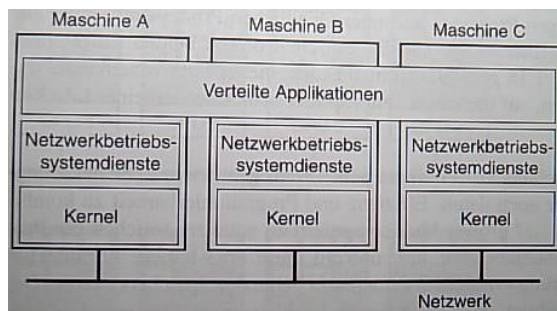 Maschine A
Maschine B
Maschine C
Verteilte Applikationen
Netzwerkbetriebs-
systemdienste
Netzwerkbetriebs-
systemdienste
Netzwerkbetriebs-
systemdienste
Kernel
Kernel
Kernel
Netzwerk